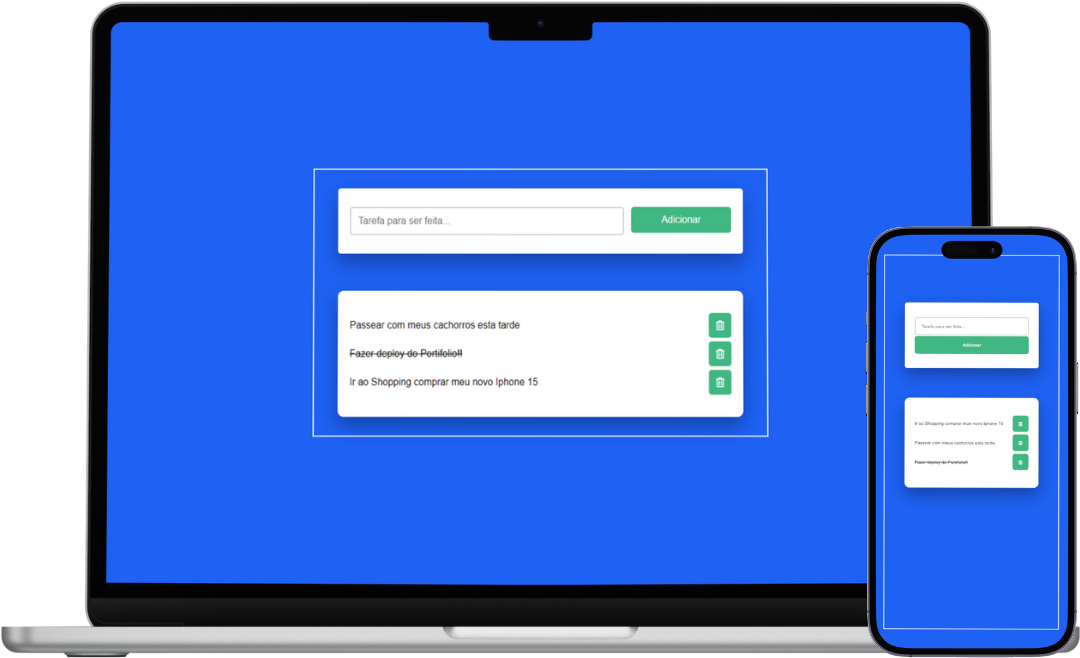 Tarefa para ser feita...
Adicionar
Passear com meus cachorros esta tarde
Fazer deploy do Portifolio!!
Ir ao Shopping comprar meu novo Iphone 15
Tarefa para ser feita...
Adicionar
Ir ao Shopping comprar mue novo Iphone 15
Passear com meus cachorros esta tarde
Fazer deploy do Portifolio!!